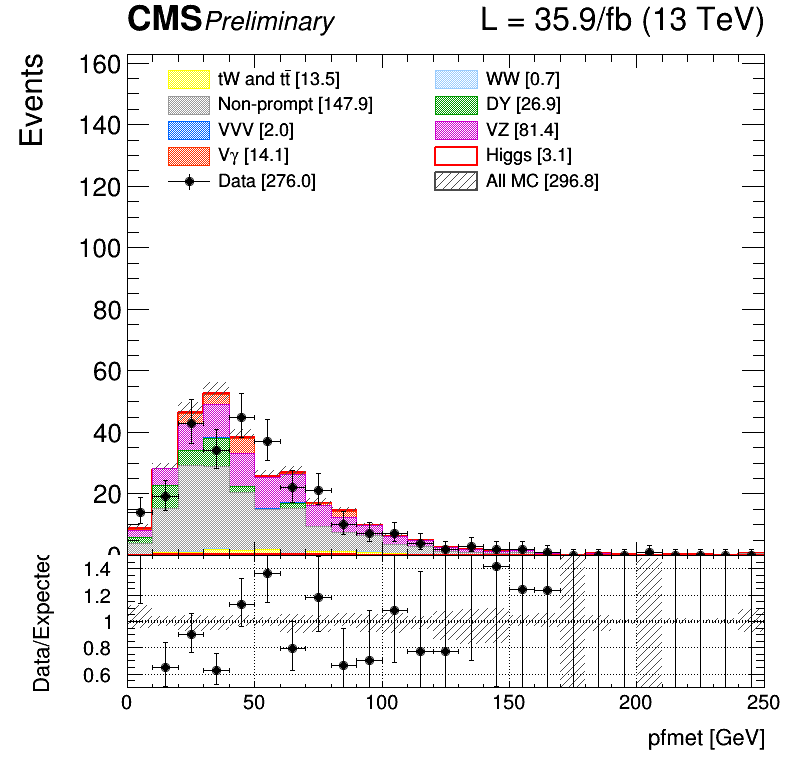 CMS Preliminary L = 35.9/fb (13 TeV)
Events
160
140
120
100
80
60
40
20
0
tW and tt̄ [13.5] WW [0.7]
Non-prompt [147.9] DY [26.9]
VVV [2.0] VZ [81.4]
Vγ [14.1] Higgs [3.1]
Data [276.0] All MC [296.8]
Data/Expected
1.4
1.2
1
0.8
0.6
0 50 100 150 200 250
pfmet [GeV]